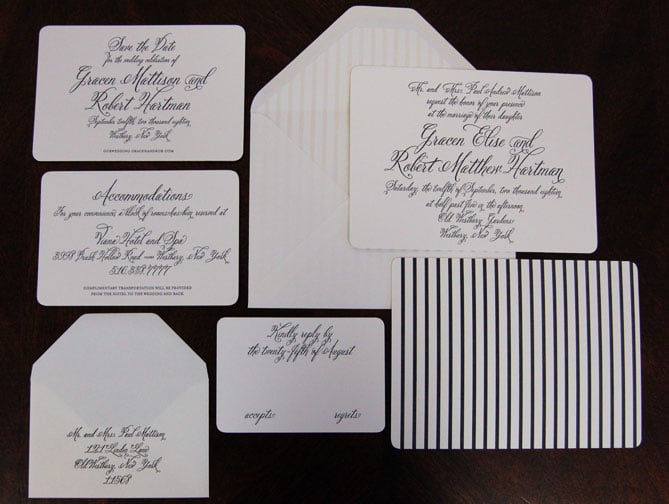 Save the Date
for the wedding celebration of
Gracen Mattison and
Robert Hartman
September twelfth, two thousand eighteen
Westbury, New York
OURWEDDING.GRACENANDROB.COM
Mr. and Mrs. Paul Andrew Mattison
request the honor of your presence
at the marriage of their daughter
Gracen Elise and
Robert Matthew Hartman
Saturday, the twelfth of September, two thousand eighteen
at half past five in the afternoon
Old Westbury Gardens
Westbury, New York
Accommodations
For your convenience, a block of rooms has been reserved at
Viana Hotel and Spa
3998 Brush Hollow Road Westbury, New York
516.338.7777
COMPLIMENTARY TRANSPORTATION WILL BE PROVIDED
FROM THE HOTEL TO THE WEDDING AND BACK.
Kindly reply by
the twenty-fifth of August
accepts regrets
Mr. and Mrs. Paul Mattison
Linden Lane
Old Westbury, New York
11568